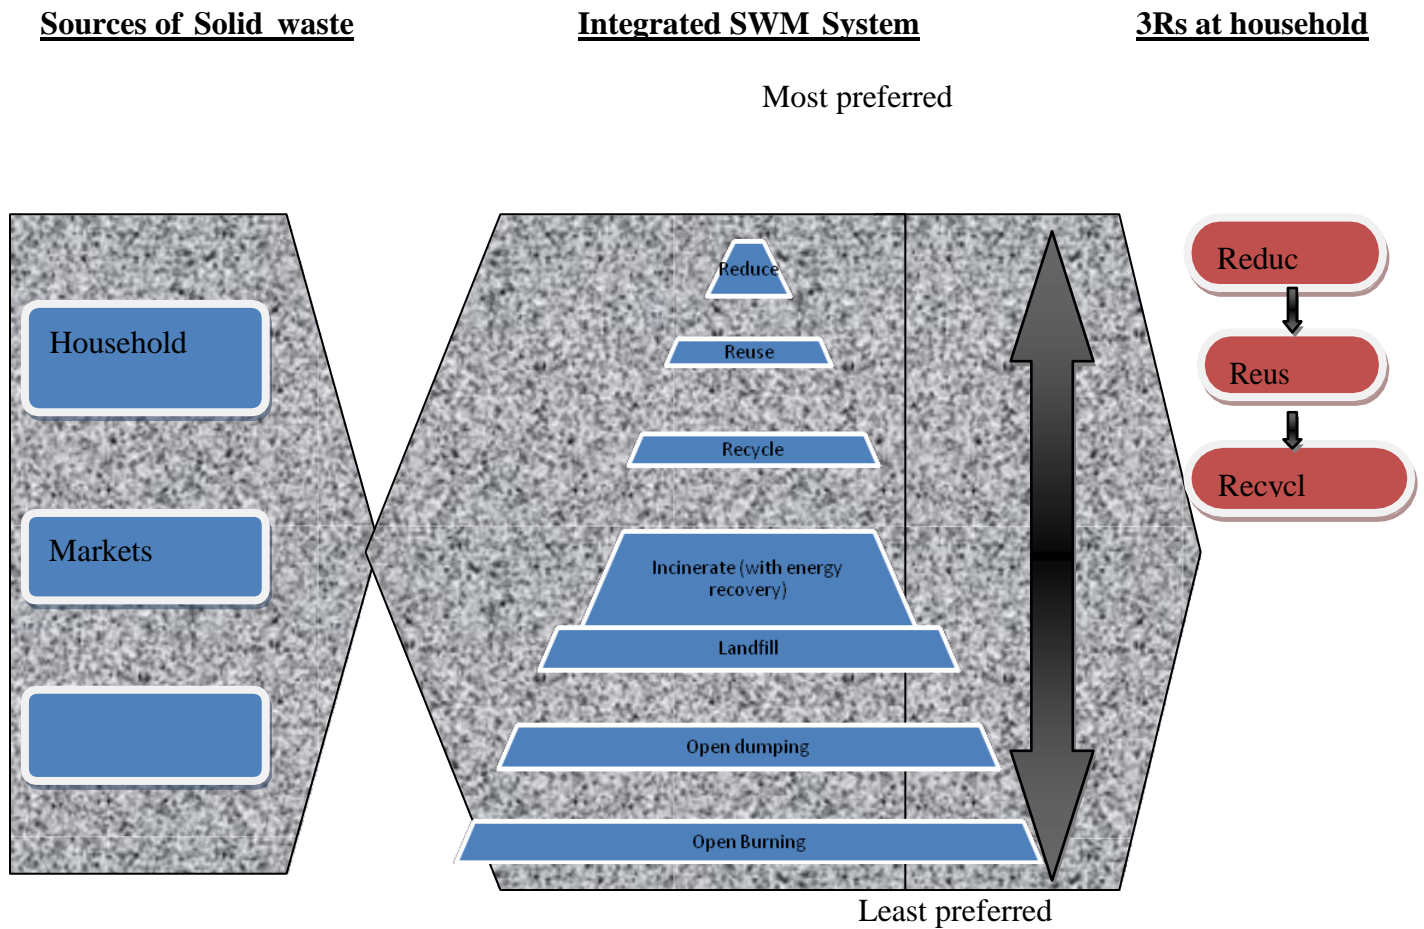 Sources of Solid waste
Integrated SWM System
3Rs at household
Most preferred
Household
Markets
Reduce
Reuse
Recycle
Incinerate (with energy
recovery)
Landfill
Open dumping
Open Burning
Reduc
Reus
Recycl
Least preferred